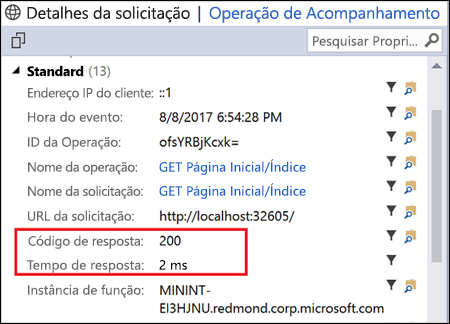 Detalhes da solicitação | Operação de Acompanhamento
Pesquisar Propri...
Standard (13)
Endereço IP do cliente: ::1
Hora do evento: 8/8/2017 6:54:28 PM
ID da Operação: ofsYRBjKcxk=
Nome da operação: GET Página Inicial/Índice
Nome da solicitação: GET Página Inicial/Índice
URL da solicitação: http://localhost:32605/
Código de resposta: 200
Tempo de resposta: 2 ms
Instância de função: MININT-
EI3HJNU.redmond.corp.microsoft.com